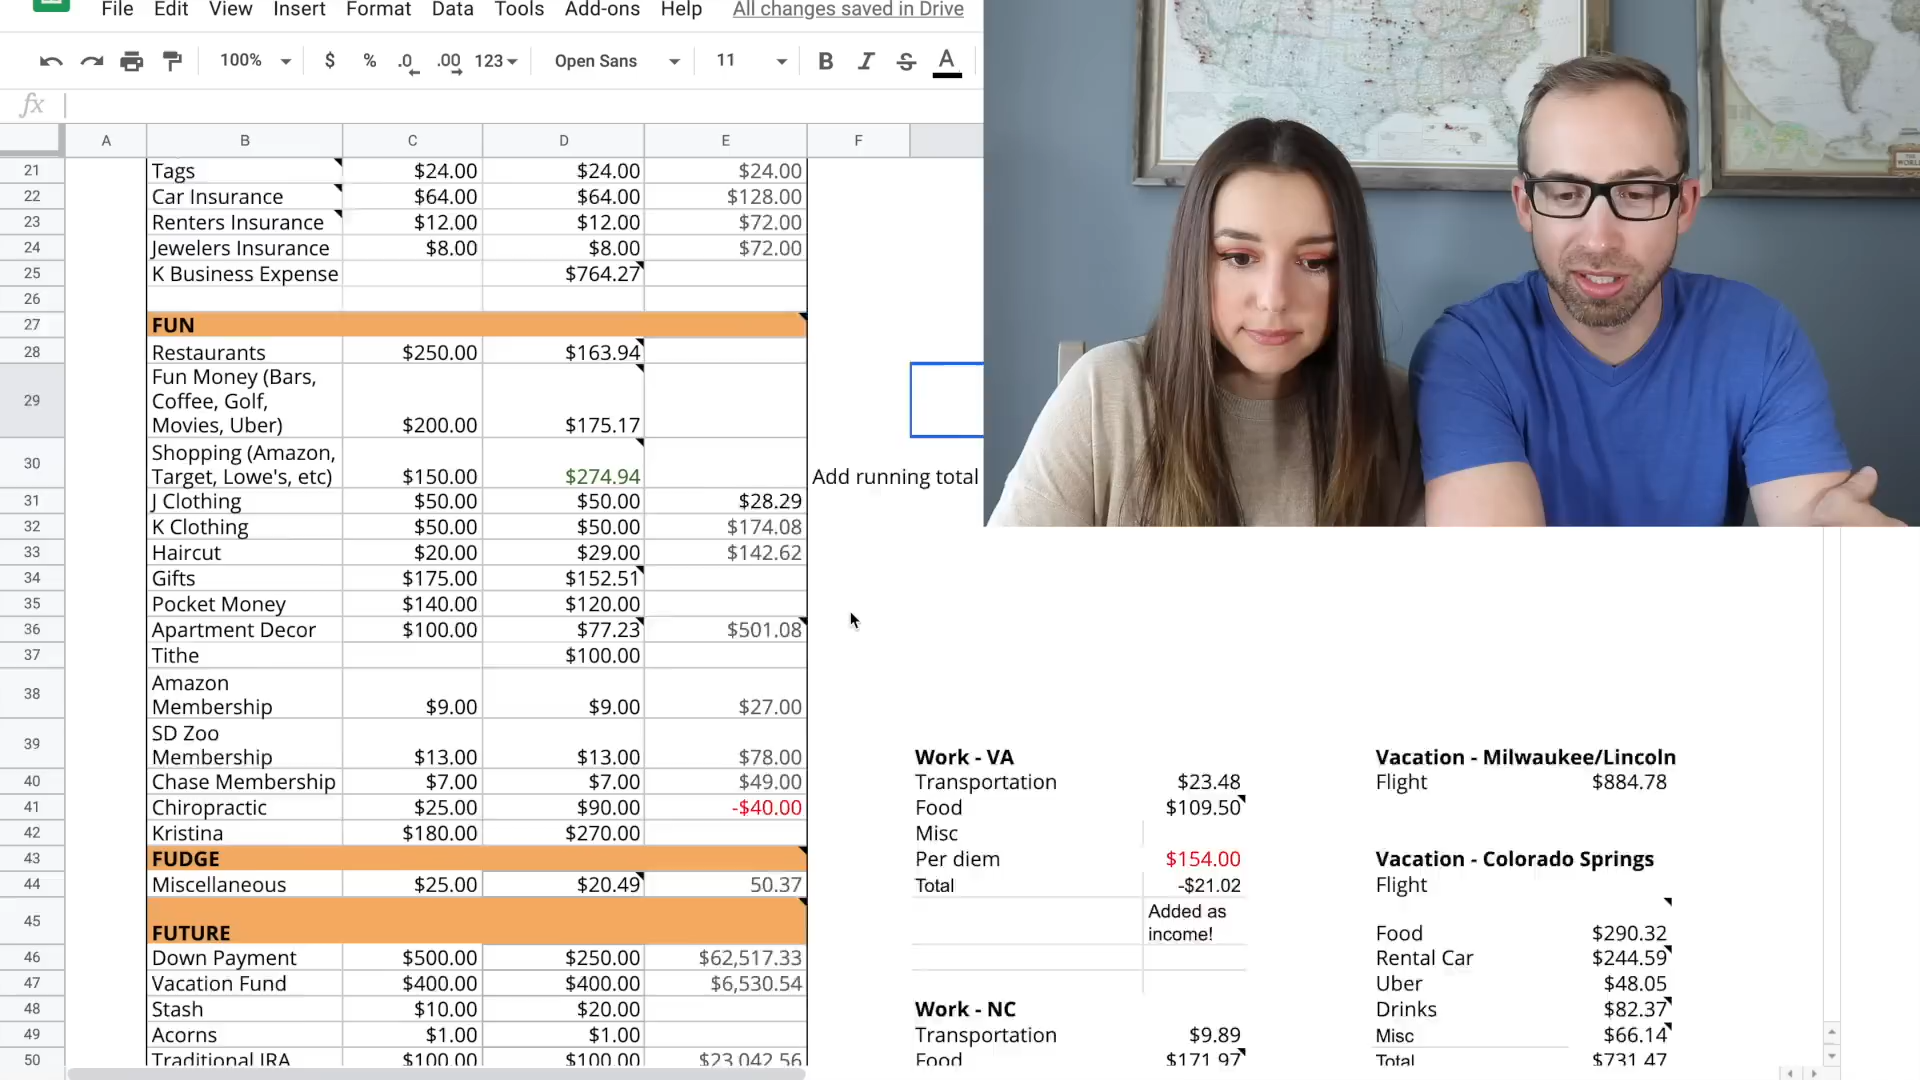 File Edit View Insert Format Data Tools Add-ons Help All changes saved in Drive
100% $ % .0 .00 123 Open Sans 11 B I S A
fx
A B C D E F
21 Tags $24.00 $24.00 $24.00
22 Car Insurance $64.00 $64.00 $128.00
23 Renters Insurance $12.00 $12.00 $72.00
24 Jewelers Insurance $8.00 $8.00 $72.00
25 K Business Expense $764.27
26
27 FUN
28 Restaurants $250.00 $163.94
Fun Money (Bars,
29 Coffee, Golf,
Movies, Uber) $200.00 $175.17
30 Shopping (Amazon,
Target, Lowe's, etc) $150.00 $274.94 Add running total
31 J Clothing $50.00 $50.00 $28.29
32 K Clothing $50.00 $50.00 $174.08
33 Haircut $20.00 $29.00 $142.62
34 Gifts $175.00 $152.51
35 Pocket Money $140.00 $120.00
36 Apartment Decor $100.00 $77.23 $501.08
37 Tithe $100.00
38 Amazon
Membership $9.00 $9.00 $27.00
39 SD Zoo
Membership $13.00 $13.00 $78.00 Work - VA Vacation - Milwaukee/Lincoln
40 Chase Membership $7.00 $7.00 $49.00 Transportation $23.48 Flight $884.78
41 Chiropractic $25.00 $90.00 -$40.00 Food $109.50
42 Kristina $180.00 $270.00 Misc
43 FUDGE Per diem $154.00 Vacation - Colorado Springs
44 Miscellaneous $25.00 $20.49 50.37 Total -$21.02 Flight
Added as
45 FUTURE income! Food $290.32
46 Down Payment $500.00 $250.00 $62,517.33 Rental Car $244.59
47 Vacation Fund $400.00 $400.00 $6,530.54 Uber $48.05
48 Stash $10.00 $20.00 Work - NC Drinks $82.37
49 Acorns $1.00 $1.00 Transportation $9.89 Misc $66.14
50 Traditional IRA $100.00 $100.00 $23,042.56 Food $171.97 Total $731.47